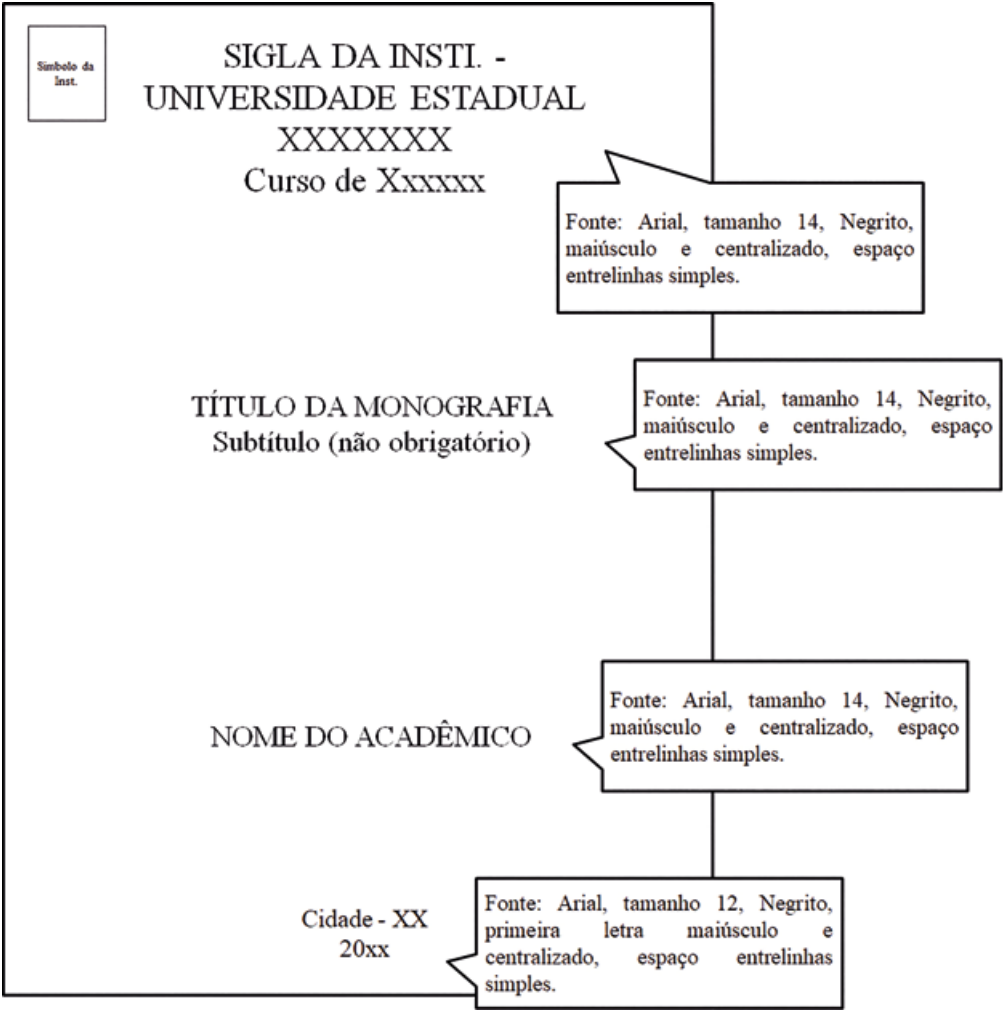 Simbolo da
Inst.
SIGLA DA INSTI. -
UNIVERSIDADE ESTADUAL
XXXXXXX
Curso de Xxxxxx
Fonte: Arial, tamanho 14, Negrito,
maiúsculo e centralizado, espaço
entrelinhas simples.
TÍTULO DA MONOGRAFIA
Subtítulo (não obrigatório)
Fonte: Arial, tamanho 14, Negrito,
maiúsculo e centralizado, espaço
entrelinhas simples.
NOME DO ACADÊMICO
Fonte: Arial, tamanho 14, Negrito,
maiúsculo e centralizado, espaço
entrelinhas simples.
Cidade - XX
20xx
Fonte: Arial, tamanho 12, Negrito,
primeira letra maiúsculo e
centralizado, espaço entrelinhas
simples.